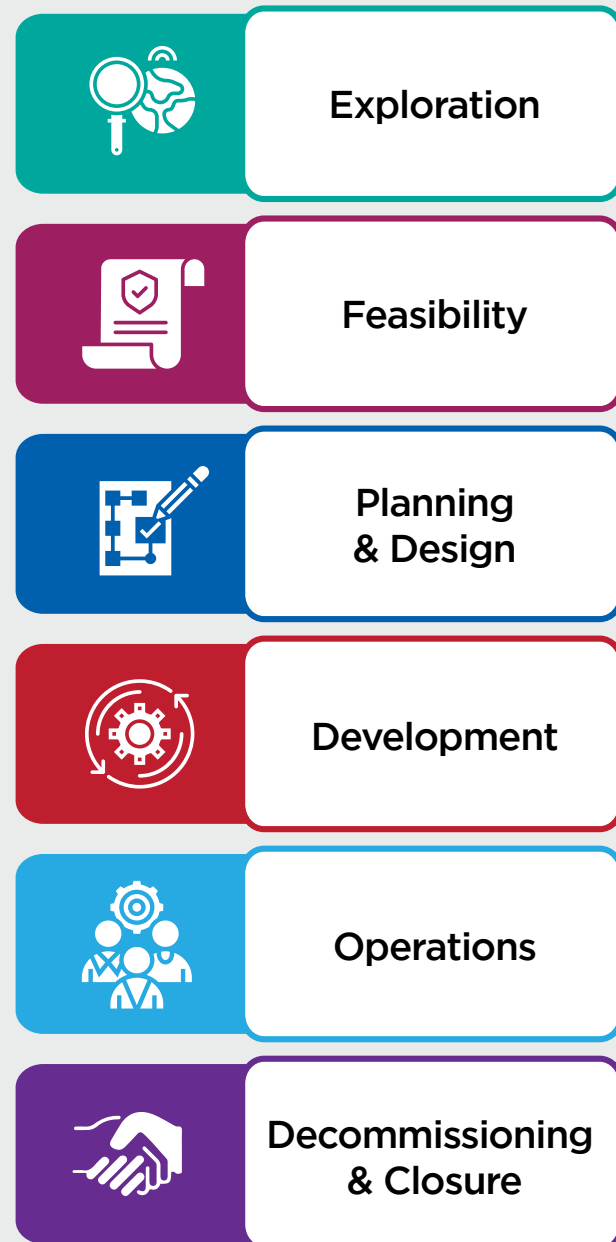 Exploration
Feasibility
Planning
& Design
Development
Operations
Decommissioning
& Closure